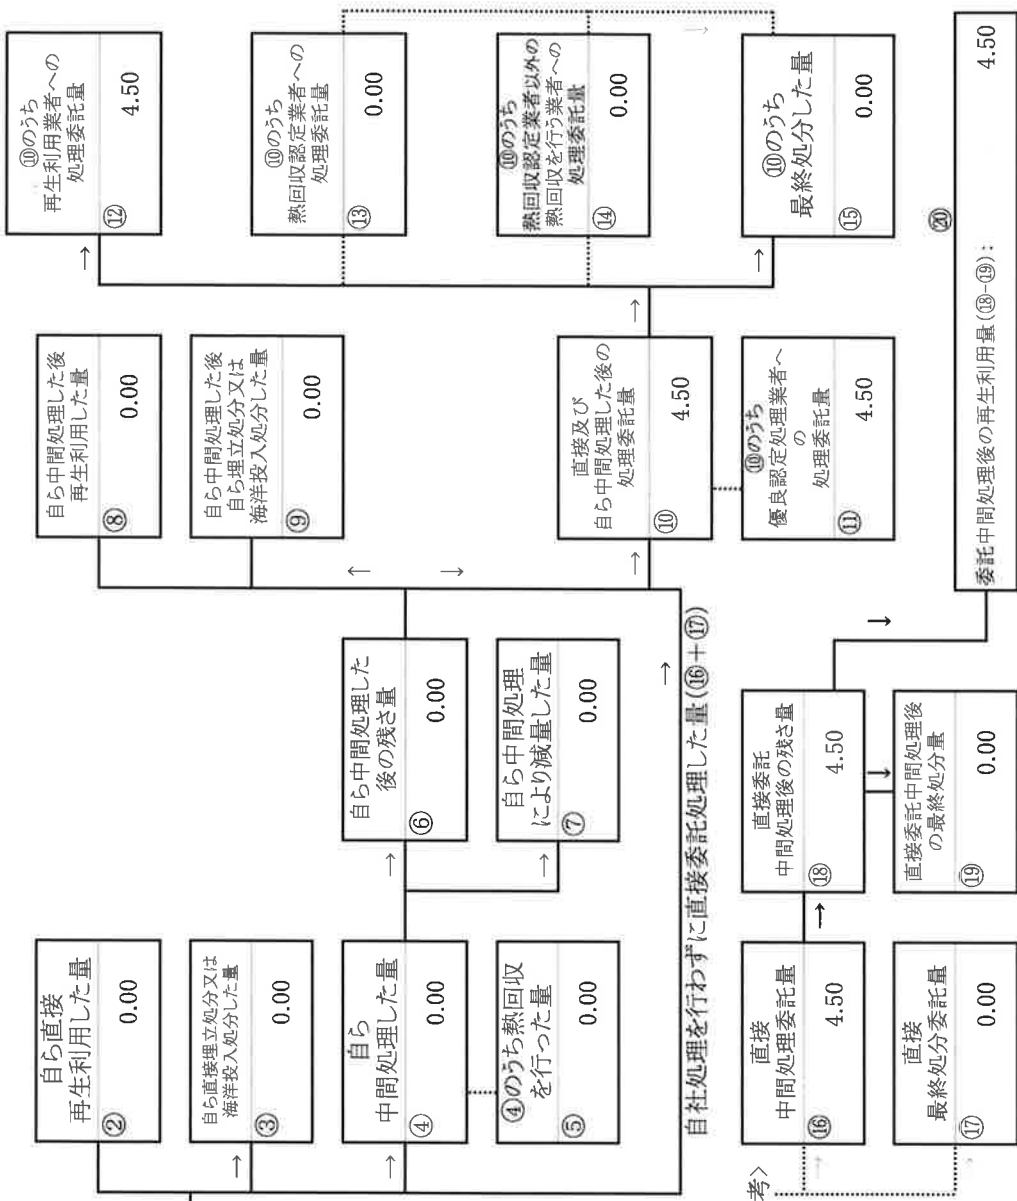 自ら直接
再生利用した量
②
0.00
自ら直接埋立処分又は
海洋投入処分した量
③
0.00
自ら
中間処理した量
④
0.00
④のうち熱回収
を行った量
⑤
0.00
自ら中間処理した
後の残さ量
⑥
0.00
自ら中間処理
により減量した量
⑦
0.00
自ら中間処理した後
再生利用した量
⑧
0.00
自ら中間処理した後
自ら埋立処分又は
海洋投入処分した量
⑨
0.00
直接及び
自ら中間処理した後の
処理委託量
⑩
4.50
⑩のうち
優良認定処理業者へ
の
処理委託量
⑪
4.50
⑩のうち
再生利用業者への
処理委託量
⑫
4.50
⑩のうち
熱回収認定業者への
処理委託量
⑬
0.00
⑩のうち
熱回収認定業者以外の
熱回収を行う業者への
処理委託量
⑭
0.00
⑩のうち
最終処分した量
⑮
0.00
自社処理を行わずに直接委託処理した量(⑯+⑰)
考>
直接
中間処理委託量
⑯
4.50
直接
最終処分委託量
⑰
0.00
直接委託
中間処理後の残さ量
⑱
4.50
直接委託中間処理後
の最終処分量
⑲
0.00
⑳
委託中間処理後の再生利用量(⑱-⑲):
4.50